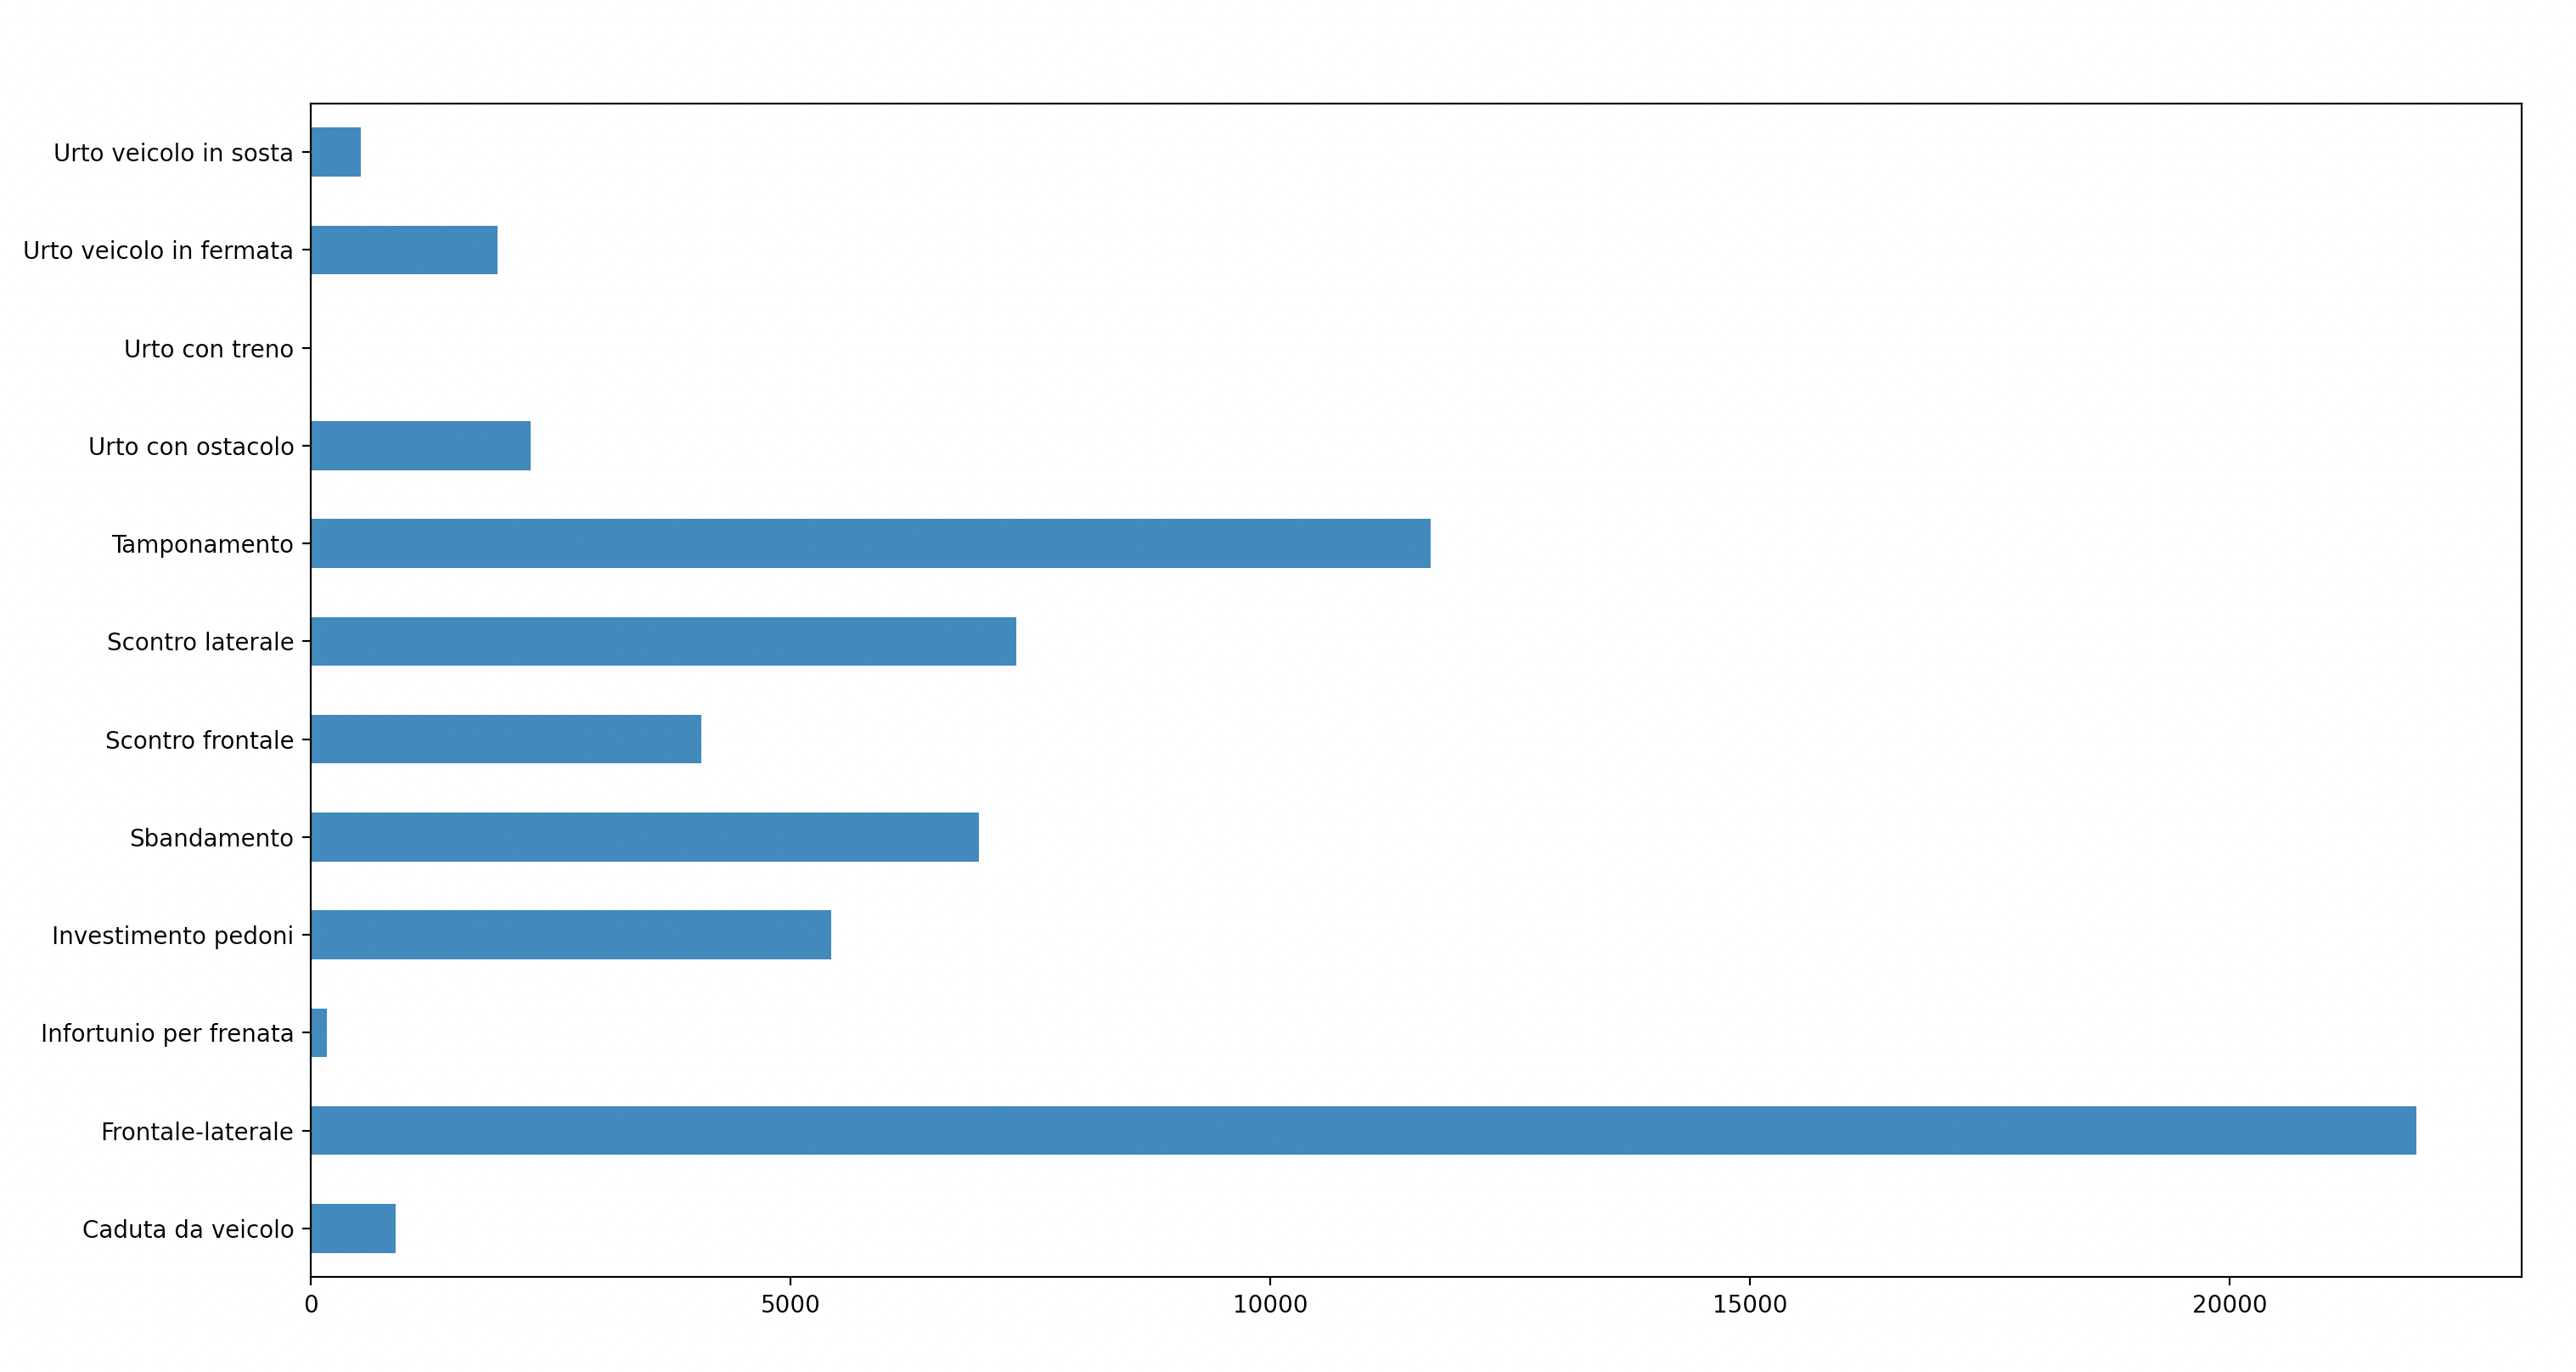 Urto veicolo in sosta
Urto veicolo in fermata
Urto con treno
Urto con ostacolo
Tamponamento
Scontro laterale
Scontro frontale
Sbandamento
Investimento pedoni
Infortunio per frenata
Frontale-laterale
Caduta da veicolo
0 5000 10000 15000 20000